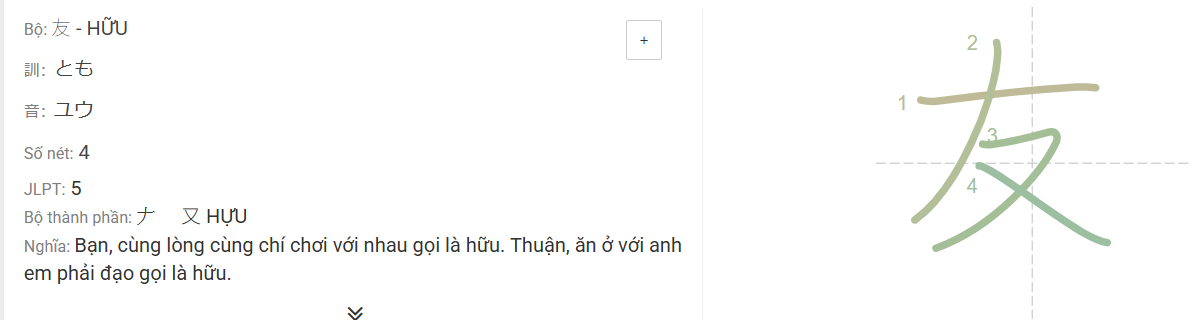 Bộ: 友 - HỮU
+
訓: とも
音: ユウ
Số nét: 4
JLPT: 5
Bộ thành phần: 𠂇 又 HỰU
Nghĩa: Bạn, cùng lòng cùng chí chơi với nhau gọi là hữu. Thuận, ăn ở với anh
em phải đạo gọi là hữu.
友
1
2
3
4